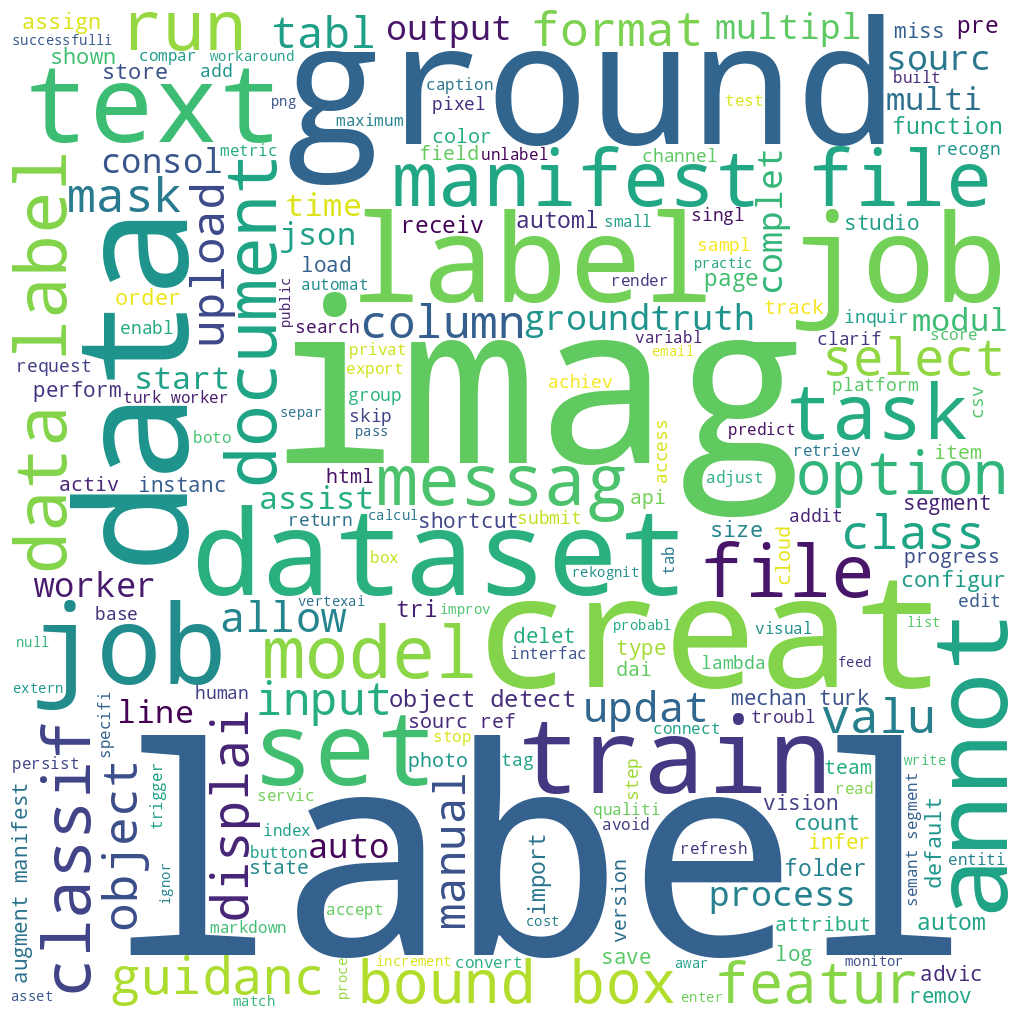 assign
run
tabl
output
format
multipl
miss
pre
successfulli
shown
compar
workaround
ground
sourc
store
add
png
caption
pixel
test
built
multi
text
maximum
color
function
metric
field
unlabel
channel
recogn
consol
mask
document
manifest
file
data label
data
upload
time
receiv
automl
small
singl
complet
studio
json
label
job
sampl
practic
page
load
automat
render
order
public
search
column
groundtruth
track
inquir
modul
enabl
variabl
clarif
score
request
privat
email
imag
select
start
export
achiev
perform
turk worker
group
platform
csv
separ
skip
task
boto
pass
predict
retriev
item
activ
instanc
html
messag
access
adjust
option
assist
api
segment
return
calcul
shortcut
submit
size
addit
class
dataset
box
tab
cloud
file
progress
worker
rekognit
configur
base
vertexai
tri
improv
creat
edit
job
allow
delet
probabl
visual
list
null
model
interfac
type
feed
dai
lambda
annot
extern
human
input
object detect
mechan turk
specifi
line
sourc ref
updat
troubl
valu
classif
displai
set
stop
train
connect
persist
object
trigger
photo
tag
step
team
write
servic
manual
qualiti
vision
read
semant segment
label
index
avoid
count
default
augment manifest
button
auto
import
refresh
infer
entiti
state
folder
ignor
version
process
accept
cost
attribut
autom
markdown
log
guidanc
proce
increment
convert
save
awar
monitor
bound box
featur
advic
asset
match
enter
remov